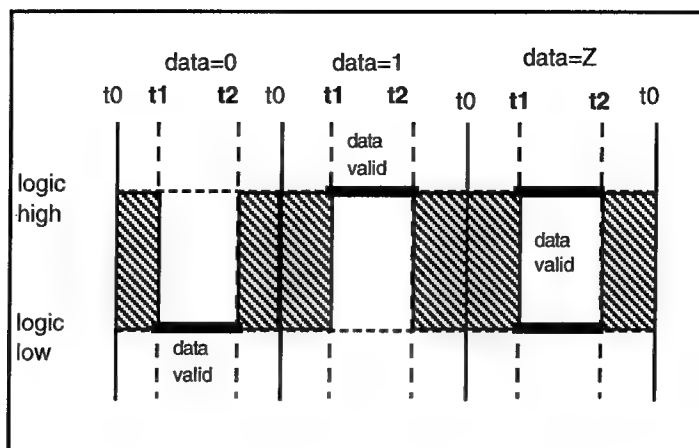 data=0 data=1 data=Z
t0 t1 t2 t0 t1 t2 t0 t1 t2 t0
data
valid
logic
high
data
valid
logic
low
data
valid